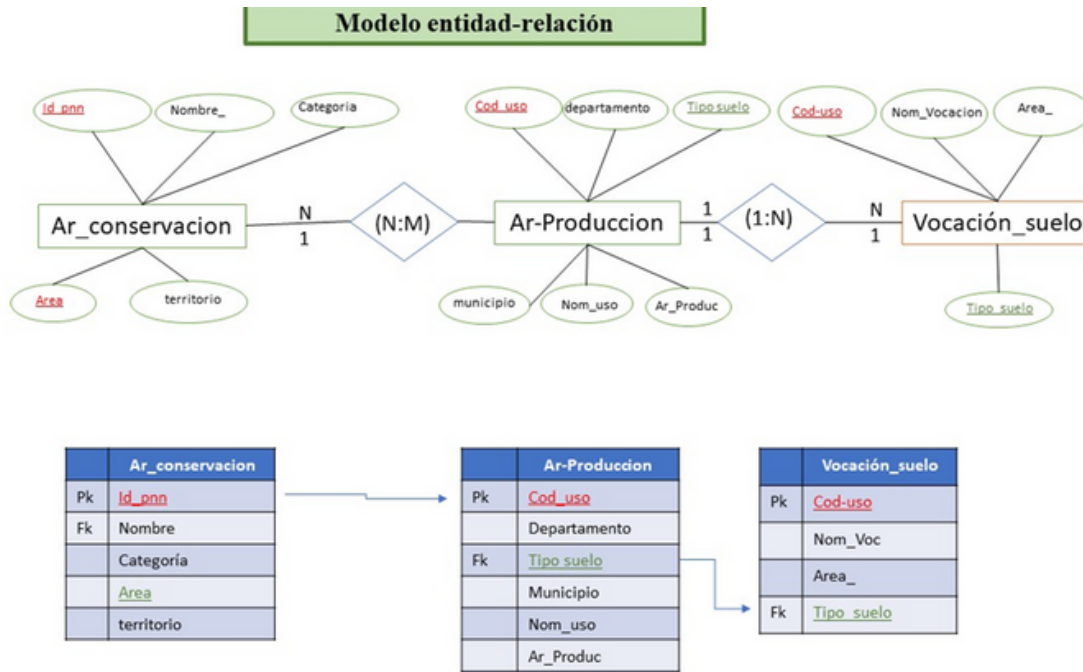 Modelo entidad-relación
Id_pnn
Nombre_
Categoria
Cod_uso
departamento
Tipo suelo
Cod-uso
Nom_Vocacion
Area_
Ar_conservacion
N
1
(N:M)
Ar-Produccion
1
1
(1:N)
N
1
Vocación_suelo
Area
territorio
municipio
Nom_uso
Ar_Produc
Tipo_suelo
Ar_conservacion
Pk Id_pnn
Fk Nombre
Categoría
Area
territorio
Ar-Produccion
Pk Cod_uso
Departamento
Fk Tipo suelo
Municipio
Nom_uso
Ar_Produc
Vocación_suelo
Pk Cod-uso
Nom_Voc
Area_
Fk Tipo_suelo